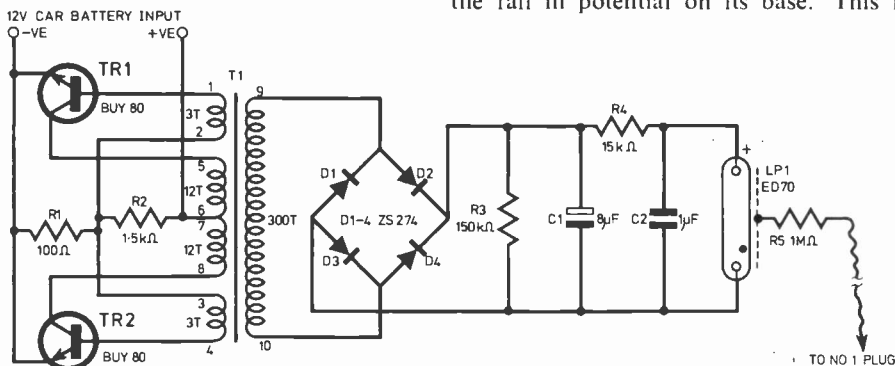 the fall in potential on its base. This
12V CAR BATTERY INPUT
-VE
+VE
TR1
BUY 80
T1
1
3T
2
5
12T
6
7
12T
8
3
3T
4
9
300T
10
R2
1·5kΩ
R1
100Ω
TR2
BUY 80
D1
D2
D1-4 ZS 274
D3
D4
R3
150kΩ
C1
8μF
R4
15kΩ
C2
1μF
+
LP1
ED70
R5 1MΩ
TO NO 1 PLUG